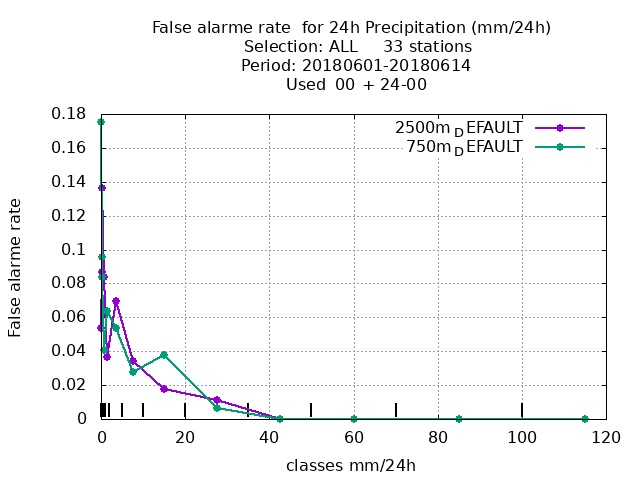 False alarme rate  for 24h Precipitation (mm/24h)
Selection: ALL     33 stations
Period: 20180601-20180614
Used  00 + 24-00
0.18
0.16
0.14
0.12
0.1
0.08
0.06
0.04
0.02
0
False alarme rate
2500m_DEFAULT
750m_DEFAULT
0 20 40 60 80 100 120
classes mm/24h